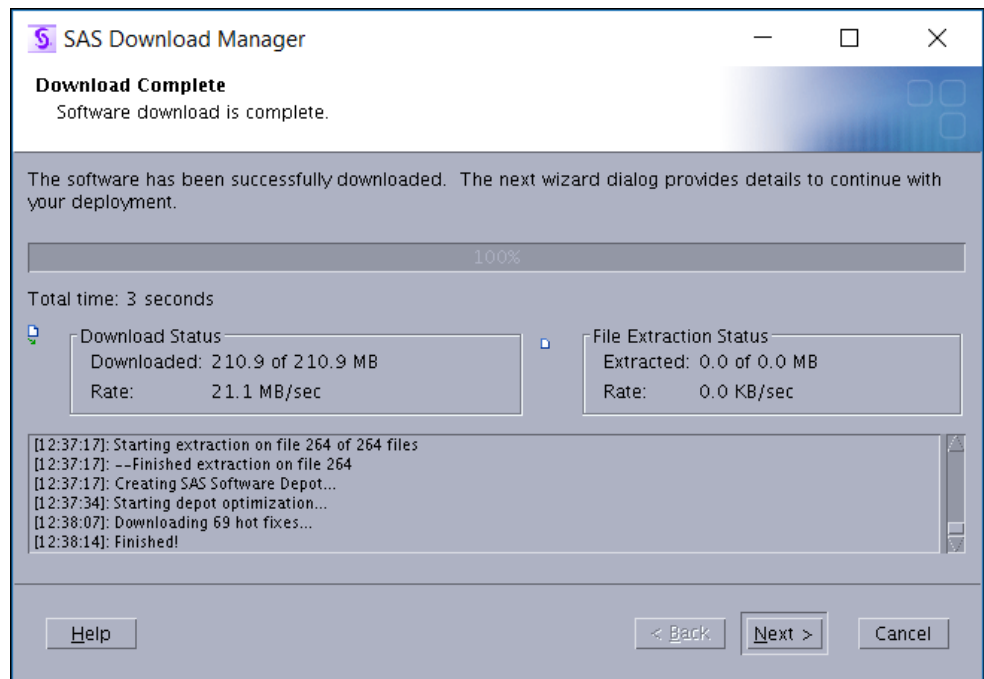 SAS Download Manager
Download Complete
Software download is complete.
The software has been successfully downloaded. The next wizard dialog provides details to continue with
your deployment.
100%
Total time: 3 seconds
Download Status
Downloaded: 210.9 of 210.9 MB
Rate: 21.1 MB/sec
File Extraction Status
Extracted: 0.0 of 0.0 MB
Rate: 0.0 KB/sec
[12:37:17]: Starting extraction on file 264 of 264 files
[12:37:17]: --Finished extraction on file 264
[12:37:17]: Creating SAS Software Depot...
[12:37:34]: Starting depot optimization...
[12:38:07]: Downloading 69 hot fixes...
[12:38:14]: Finished!
Help
< Back
Next >
Cancel